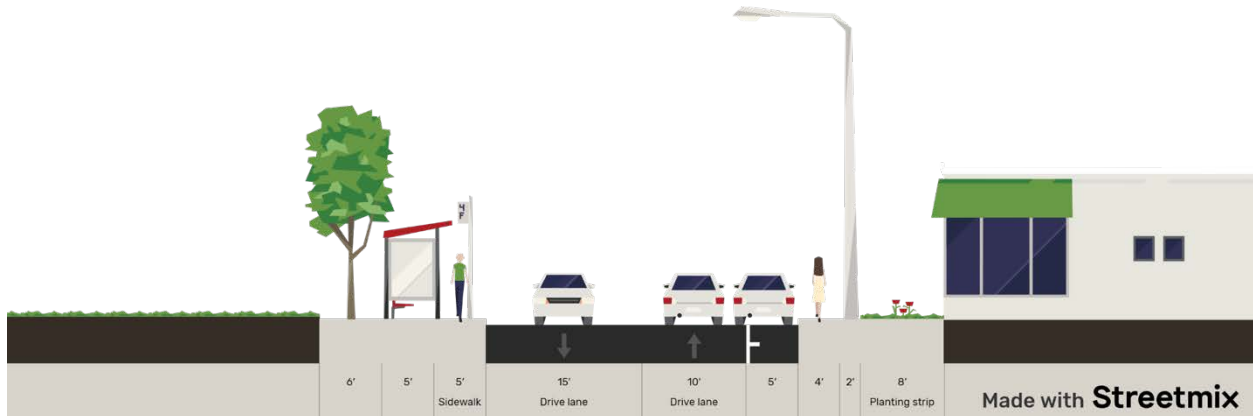 4
F
6' 5' 5' 15' 10' 5' 4' 2' 8'
Sidewalk Drive lane Drive lane Planting strip
Made with Streetmix